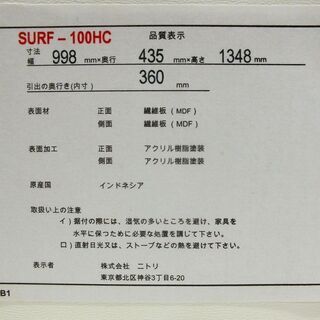 SURF－100HC 品質表示
寸法
幅 998 mm×奥行 435 mm×高さ 1348 mm
引出の奥行き(内寸) 360 mm
表面材 正面 繊維板（MDF）
側面 繊維板（MDF）
表面加工 正面 アクリル樹脂塗装
側面 アクリル樹脂塗装
原産国 インドネシア
取扱い上の注意
イ）据付の際には、湿気の多いところを避け、家具を
水平に保つために必要な処置を講じて下さい。
ロ）直射日光又は、ストーブなどの熱を避けて下さい。
表示者 株式会社 ニトリ
東京都北区神谷3丁目6-20
B1